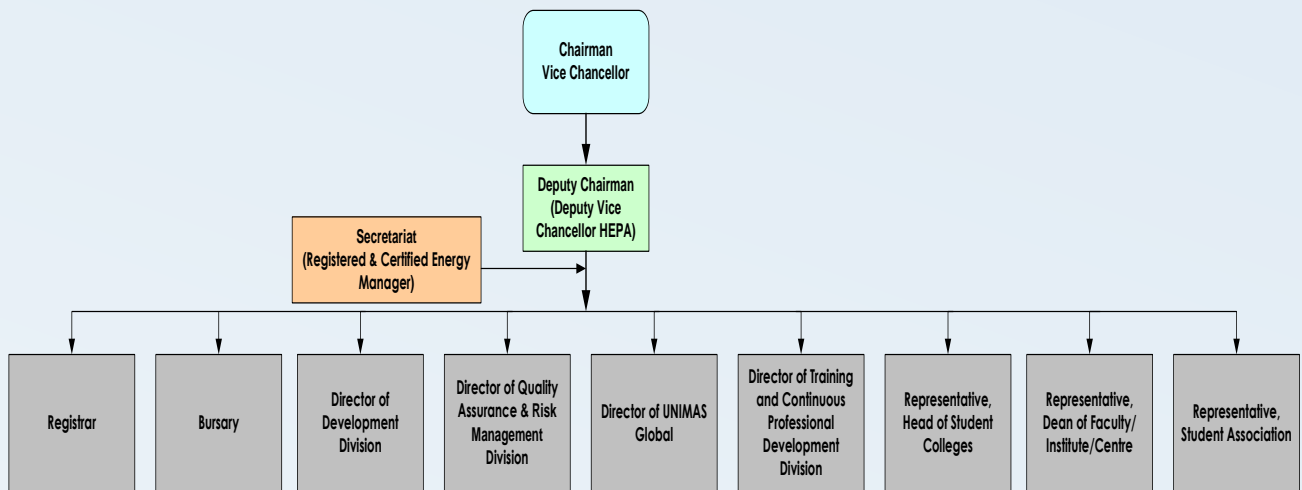 Chairman
Vice Chancellor
Deputy Chairman
(Deputy Vice
Chancellor HEPA)
Secretariat
(Registered & Certified Energy
Manager)
Registrar
Bursary
Director of
Development
Division
Director of Quality
Assurance & Risk
Management
Division
Director of UNIMAS
Global
Director of Training
and Continuous
Professional
Development
Division
Representative,
Head of Student
Colleges
Representative,
Dean of Faculty/
Institute/Centre
Representative,
Student Association